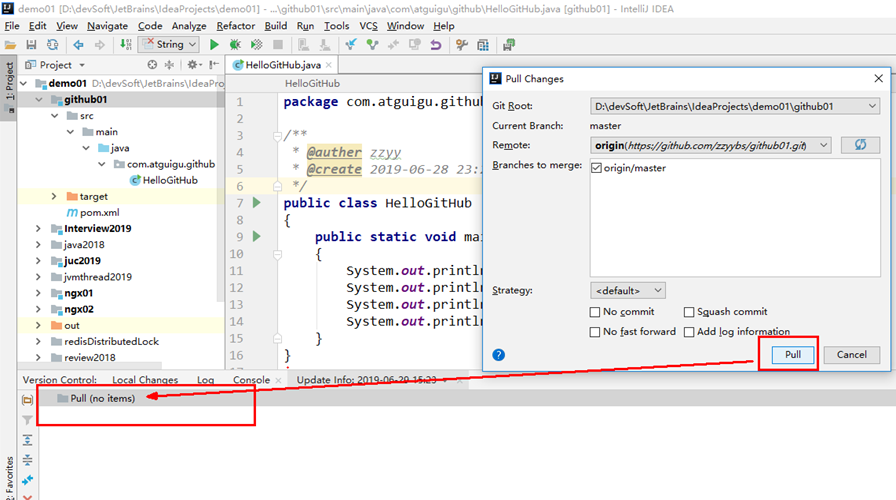 demo01 [D:\devSoft\JetBrains\IdeaProjects\demo01] - ...\github01\src\main\java\com\atguigu\github\HelloGitHub.java [github01] - IntelliJ IDEA
File Edit View Navigate Code Analyze Refactor Build Run Tools VCS Window Help
String
1: Project
Project
HelloGitHub.java
demo01 D:\devSoft\JetBrains\IdeaProj
github01
src
main
java
com.atguigu.github
HelloGitHub
target
pom.xml
Interview2019
java2018
juc2019
jvmthread2019
ngx01
ngx02
out
redisDistributedLock
review2018
HelloGitHub
1 package com.atguigu.github
2
3 /**
4 * @auther zzyy
5 * @create 2019-06-28 23:
6 */
7 public class HelloGitHub
8 {
9 public static void ma
10 {
11 System.out.println
12 System.out.println
13 System.out.println
14 System.out.println
15 }
16 }
Pull Changes
Git Root: D:\devSoft\JetBrains\IdeaProjects\demo01\github01
Current Branch: master
Remote: origin(https://github.com/zzyybs/github01.git)
Branches to merge: origin/master
Strategy: <default>
No commit Squash commit
No fast forward Add log information
? Pull Cancel
Version Control: Local Changes Log Console Update Info: 2019-06-29 15:23
Pull (no items)
Favorites